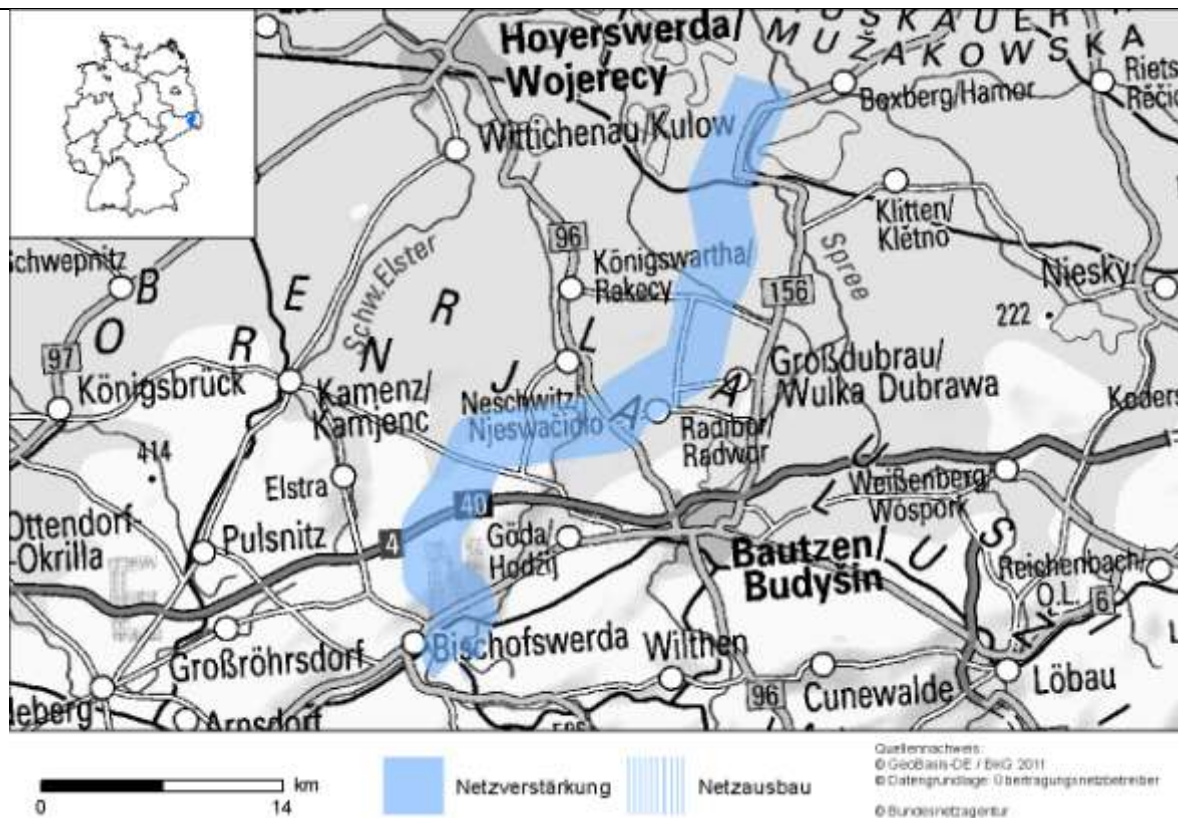 Hoyerswerda/
Wojerecy
MUSKAUER
MUŽAKOWSKA
Boxberg/Hamor
Wittichenau/Kulow
Klitten/
Klětno
Schw.Elster
96
Königswartha/
Rakecy
Spree
156
Niesky
222
OBERLAUSITZ
97
Königsbrück
Kamenz/
Kamjenc
Neschwitz/
Njeswačidło
Großdubrau/
Wulka Dubrawa
Radibor/
Radwor
414
Elstra
Weißenberg/
Wóspork
40
4
Ottendorf-
-Okrilla
Pulsnitz
Göda/
Hodźij
Bautzen/
Budyšin
Reichenbach/
O.L.
6
Bischofswerda
Großröhrsdorf
Wilthen
96
Cunewalde
Löbau
Arnsdorf
0
14
km
Netzverstärkung
Netzausbau
Quellennachweis:
© GeoBasis-DE / BKG 2011
© Datengrundlage: Übertragungsnetzbetreiber
© Bundesnetzagentur